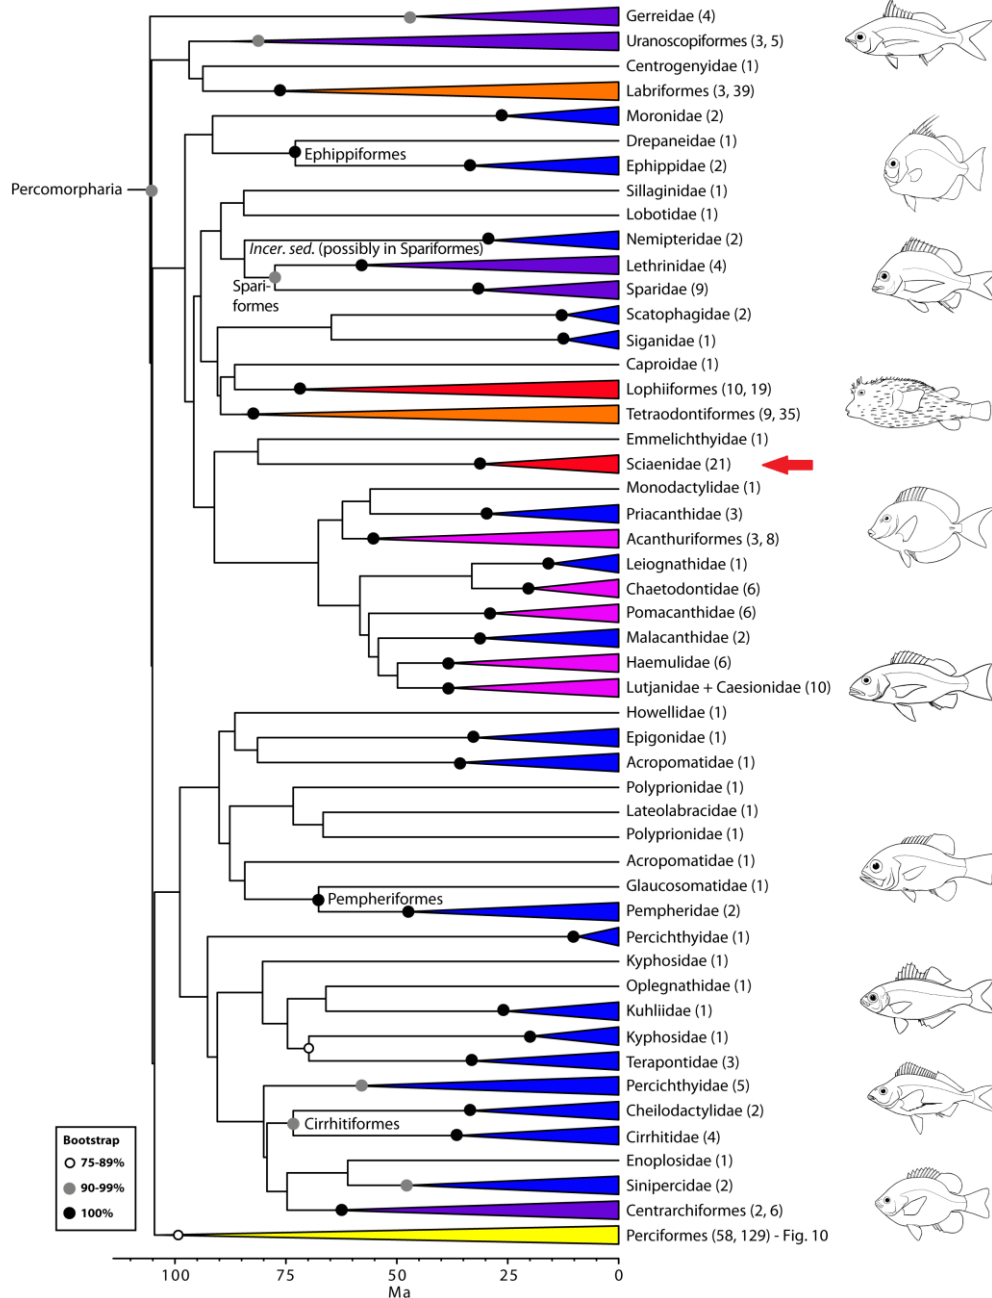 Gerreidae (4)
Uranoscopiformes (3, 5)
Centrogenyidae (1)
Labriformes (3, 39)
Moronidae (2)
Drepaneidae (1)
Ephippiformes
Ephippidae (2)
Percomorpharia
Sillaginidae (1)
Lobotidae (1)
Nemipteridae (2)
Incer. sed. (possibly in Spariformes)
Lethrinidae (4)
Spari-
formes
Sparidae (9)
Scatophagidae (2)
Siganidae (1)
Caproidae (1)
Lophiiformes (10, 19)
Tetraodontiformes (9, 35)
Emmelichthyidae (1)
Sciaenidae (21)
Monodactylidae (1)
Priacanthidae (3)
Acanthuriformes (3, 8)
Leiognathidae (1)
Chaetodontidae (6)
Pomacanthidae (6)
Malacanthidae (2)
Haemulidae (6)
Lutjanidae + Caesionidae (10)
Howellidae (1)
Epigonidae (1)
Acropomatidae (1)
Polyprionidae (1)
Lateolabracidae (1)
Polyprionidae (1)
Acropomatidae (1)
Glaucosomatidae (1)
Pempheriformes
Pempheridae (2)
Percichthyidae (1)
Kyphosidae (1)
Oplegnathidae (1)
Kuhliidae (1)
Kyphosidae (1)
Terapontidae (3)
Percichthyidae (5)
Cheilodactylidae (2)
Cirrhitiformes
Cirrhitidae (4)
Enoplosidae (1)
Sinipercidae (2)
Centrarchiformes (2, 6)
Perciformes (58, 129) - Fig. 10
Bootstrap
75-89%
90-99%
100%
100 75 50 25 0
Ma